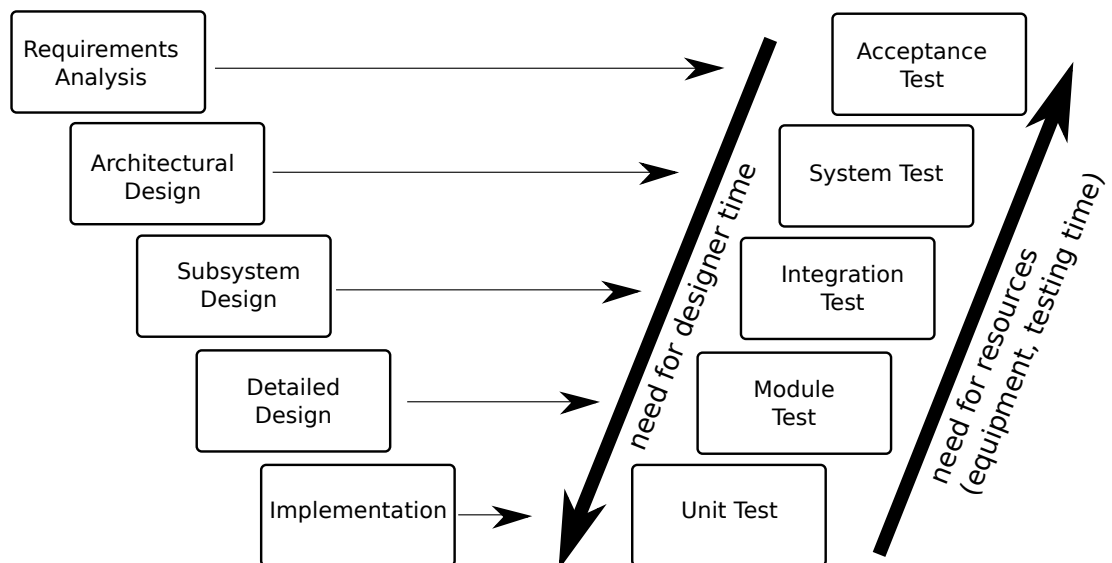 Requirements
Analysis
Acceptance
Test
Architectural
Design
System Test
Subsystem
Design
Integration
Test
Detailed
Design
Module
Test
Implementation
Unit Test
need for designer time
need for resources
(equipment, testing time)